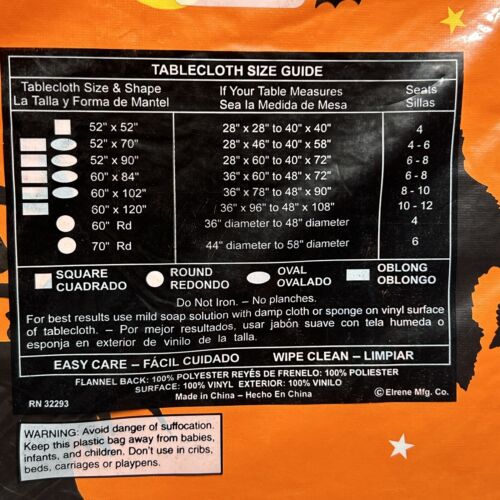 TABLECLOTH SIZE GUIDE
Tablecloth Size & Shape If Your Table Measures Seats
La Talla y Forma de Mantel Sea la Medida de Mesa Sillas
52" x 52" 28" x 28" to 40" x 40" 4
52" x 70" 28" x 46" to 40" x 58" 4 - 6
52" x 90" 28" x 60" to 40" x 72" 6 - 8
60" x 84" 36" x 60" to 48" x 72" 6 - 8
60" x 102" 36" x 78" to 48" x 90" 8 - 10
60" x 120" 36" x 96" to 48" x 108" 10 - 12
60" Rd 36" to 48" diameter 4
70" Rd 44" to 58" diameter 6
SQUARE ROUND OVAL OBLONG
CUADRADO REDONDO OVALADO OBLONGO
Do Not Iron. – No planches.
For best results use mild soap solution with damp cloth or sponge on vinyl surface
of tablecloth. – Por mejor resultados, usar jabón suave con tela humeda o
esponja en exterior de vinilo de la talla.
EASY CARE – FÁCIL CUIDADO WIPE CLEAN – LIMPIAR
FLANNEL BACK: 100% POLYESTER REYÉS DE FRENELO: 100% POLIESTER
SURFACE: 100% VINYL EXTERIOR: 100% VINILO
Made in China – Hecho En China
RN 32293 © Elrene Mfg. Co.
WARNING: Avoid danger of suffocation.
Keep this plastic bag away from babies,
infants, and children. Don't use in cribs,
beds, carriages or playpens.